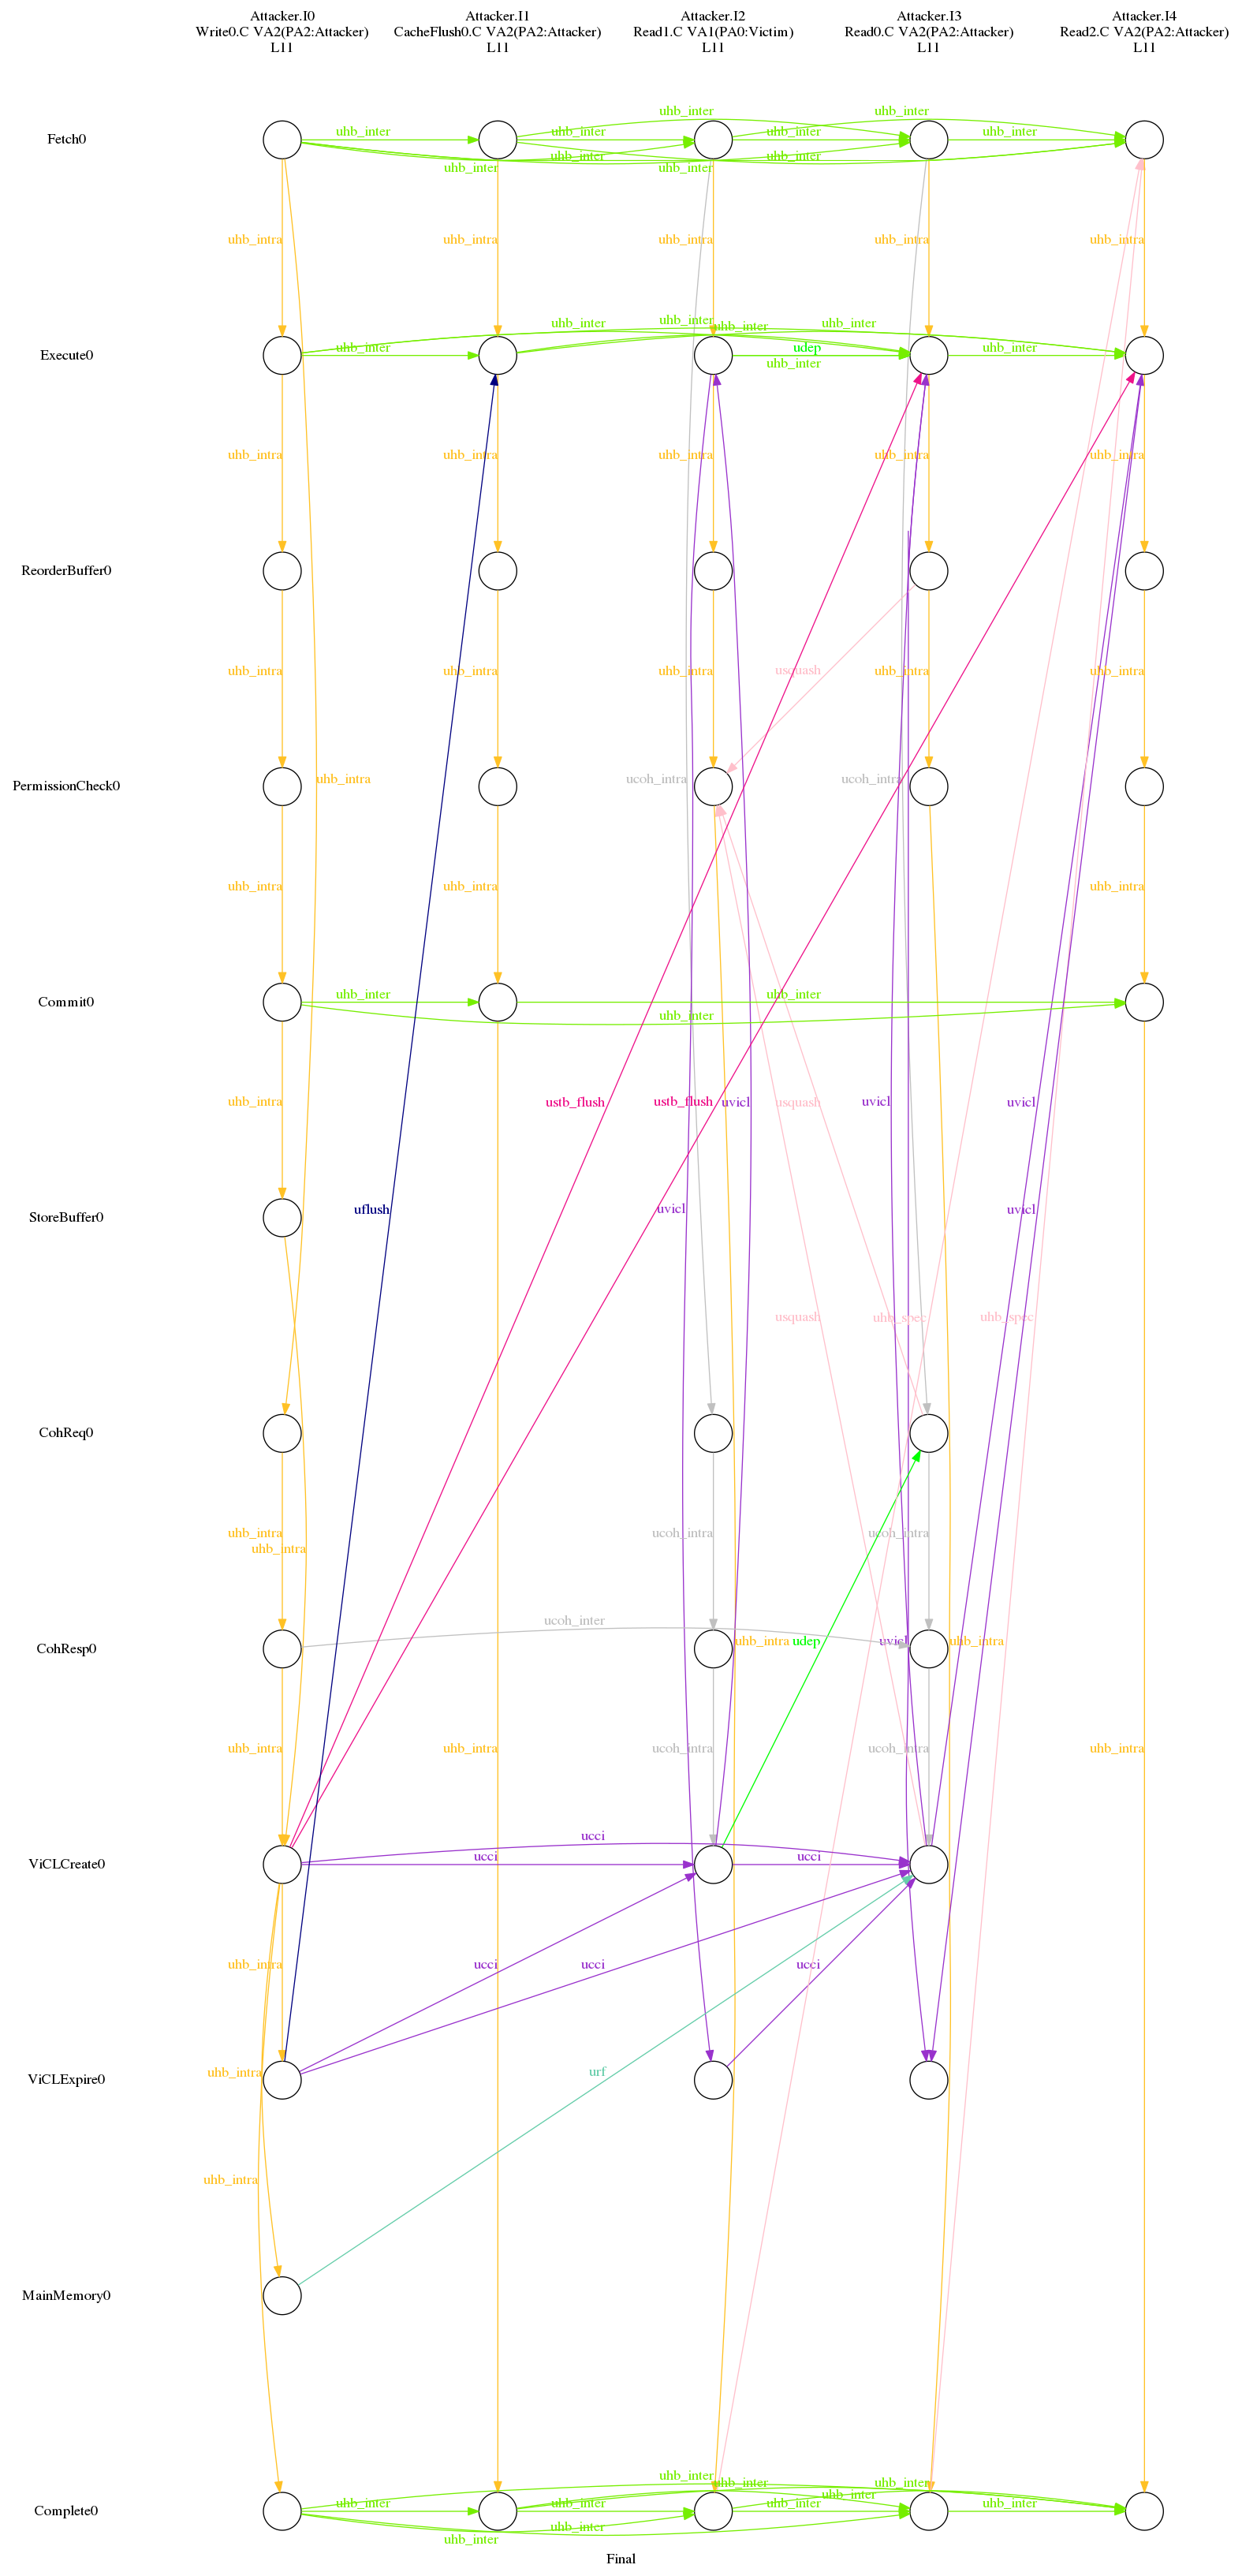 Attacker.I0 Attacker.I1 Attacker.I2 Attacker.I3 Attacker.I4
Write0.C VA2(PA2:Attacker) CacheFlush0.C VA2(PA2:Attacker) Read1.C VA1(PA0:Victim) Read0.C VA2(PA2:Attacker) Read2.C VA2(PA2:Attacker)
L11 L11 L11 L11 L11
uhb_inter uhb_inter
Fetch0 uhb_inter uhb_inter uhb_inter uhb_inter
uhb_inter uhb_inter
uhb_inter uhb_inter
uhb_intra uhb_intra uhb_intra uhb_intra uhb_intra
uhb_inter uhb_inter uhb_inter uhb_inter
Execute0 uhb_inter udep uhb_inter
uhb_inter
uhb_intra uhb_intra uhb_intra uhb_intra uhb_intra
ReorderBuffer0
uhb_intra uhb_intra uhb_intra usquash uhb_intra uhb_intra
PermissionCheck0 uhb_intra ucoh_intra ucoh_intra
uhb_intra uhb_intra uhb_intra
Commit0 uhb_inter uhb_inter
uhb_inter
uhb_intra ustb_flush ustb_flush uvicl usquash uvicl uvicl
StoreBuffer0 uflush uvicl uvicl
usquash uhb_spec uhb_spec
CohReq0
uhb_intra ucoh_intra ucoh_intra
uhb_intra
CohResp0 ucoh_inter uhb_intra udep uvicl uhb_intra
uhb_intra uhb_intra ucoh_intra ucoh_intra uhb_intra
ucci
ViCLCreate0 ucci ucci
uhb_intra ucci ucci ucci
ViCLExpire0 uhb_intra urf
uhb_intra
MainMemory0
uhb_inter uhb_inter uhb_inter
uhb_inter
Complete0 uhb_inter uhb_inter uhb_inter uhb_inter
uhb_inter
uhb_inter
Final